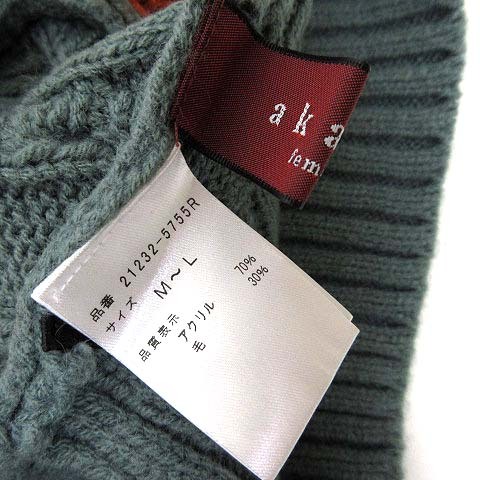 aka
fem
品番 21232-5755R
サイズ M～L
品質表示
アクリル 70%
毛 30%